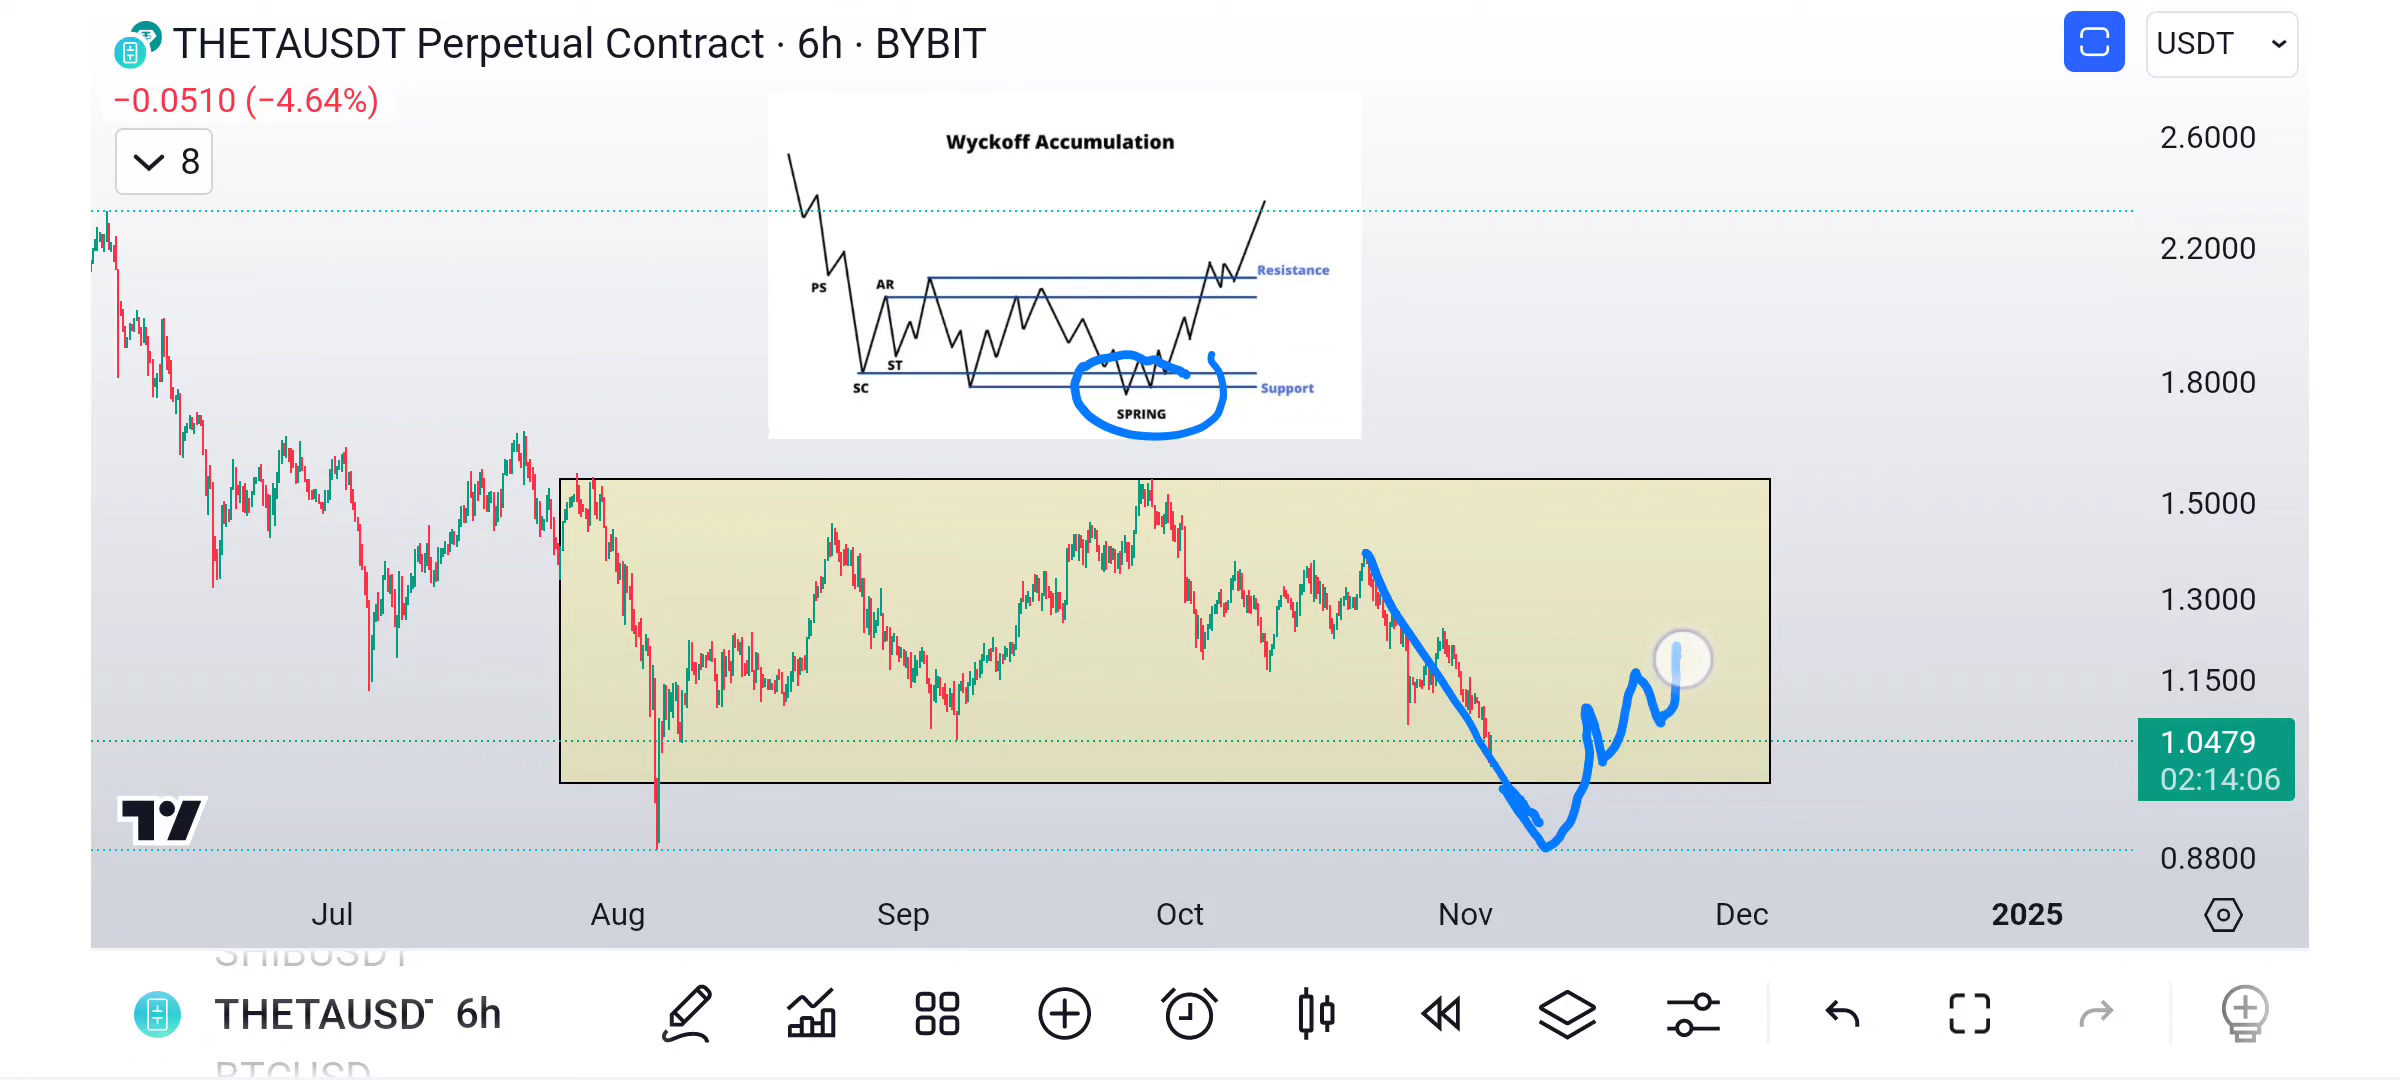 THETAUSDT Perpetual Contract · 6h · BYBIT
USDT
−0.0510 (−4.64%)
8
Wyckoff Accumulation
PS
AR
ST
SC
SPRING
Resistance
Support
2.6000
2.2000
1.8000
1.5000
1.3000
1.1500
1.0479
02:14:06
0.8800
Jul Aug Sep Oct Nov Dec 2025
SHIBUSDT
THETAUSD 6h
BTCUSD